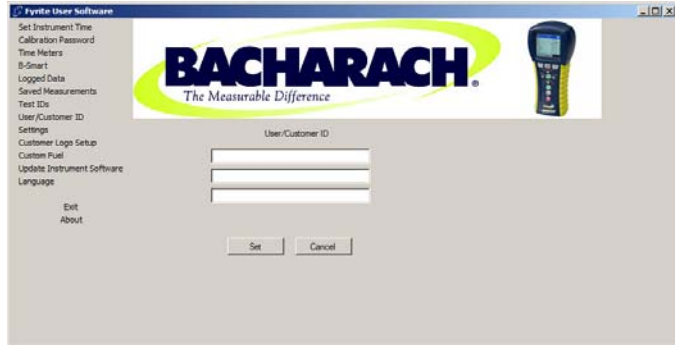 Fyrite User Software
Set Instrument Time
Calibration Password
Time Meters
B-Smart
Logged Data
Saved Measurements
Test IDs
User/Customer ID
Settings
Customer Logo Setup
Custom Fuel
Update Instrument Software
Language
Exit
About
BACHARACH
The Measurable Difference
User/Customer ID
Set
Cancel